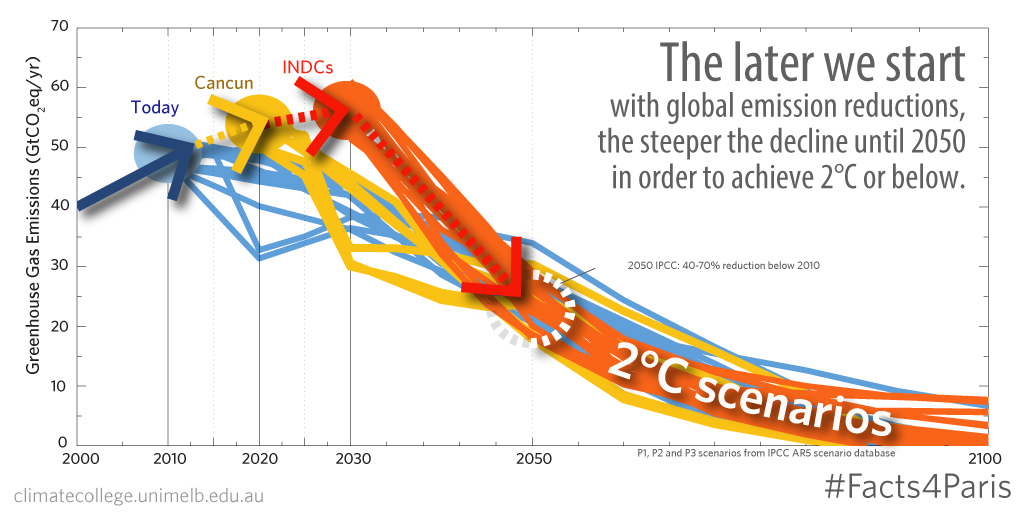 The later we start
with global emission reductions,
the steeper the decline until 2050
in order to achieve 2°C or below.
Greenhouse Gas Emissions (GtCO2eq/yr)
70
60
50
40
30
20
10
0
Today
Cancun
INDCs
2050 IPCC: 40-70% reduction below 2010
2°C scenarios
2000
2010
2020
2030
2050
2100
P1, P2 and P3 scenarios from IPCC AR5 scenario database
climatecollege.unimelb.edu.au
#Facts4Paris